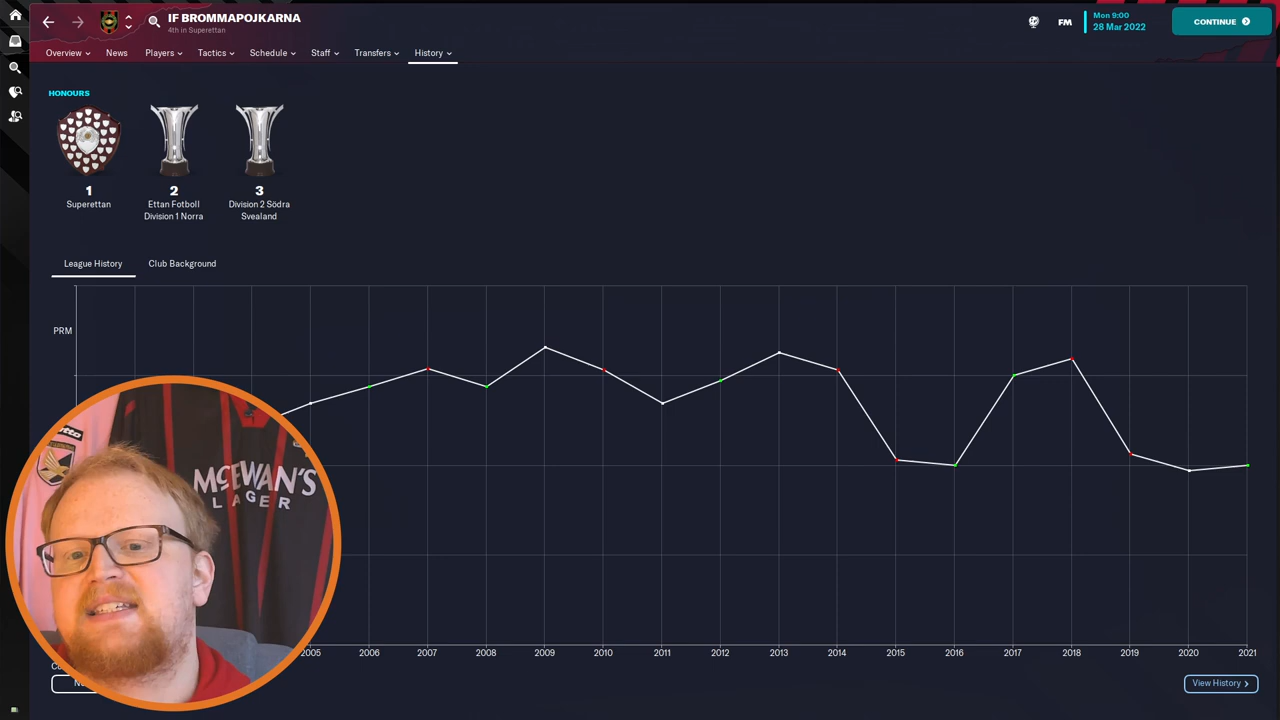 IF BROMMAPOJKARNA
4th in Superettan
FM
Mon 9:00
28 Mar 2022
CONTINUE
Overview
News
Players
Tactics
Schedule
Staff
Transfers
History
HONOURS
1
Superettan
2
Ettan Fotboll
Division 1 Norra
3
Division 2 Södra
Svealand
League History
Club Background
PRM
McEWAN'S
LAGER
2005 2006 2007 2008 2009 2010 2011 2012 2013 2014 2015 2016 2017 2018 2019 2020 2021
View History